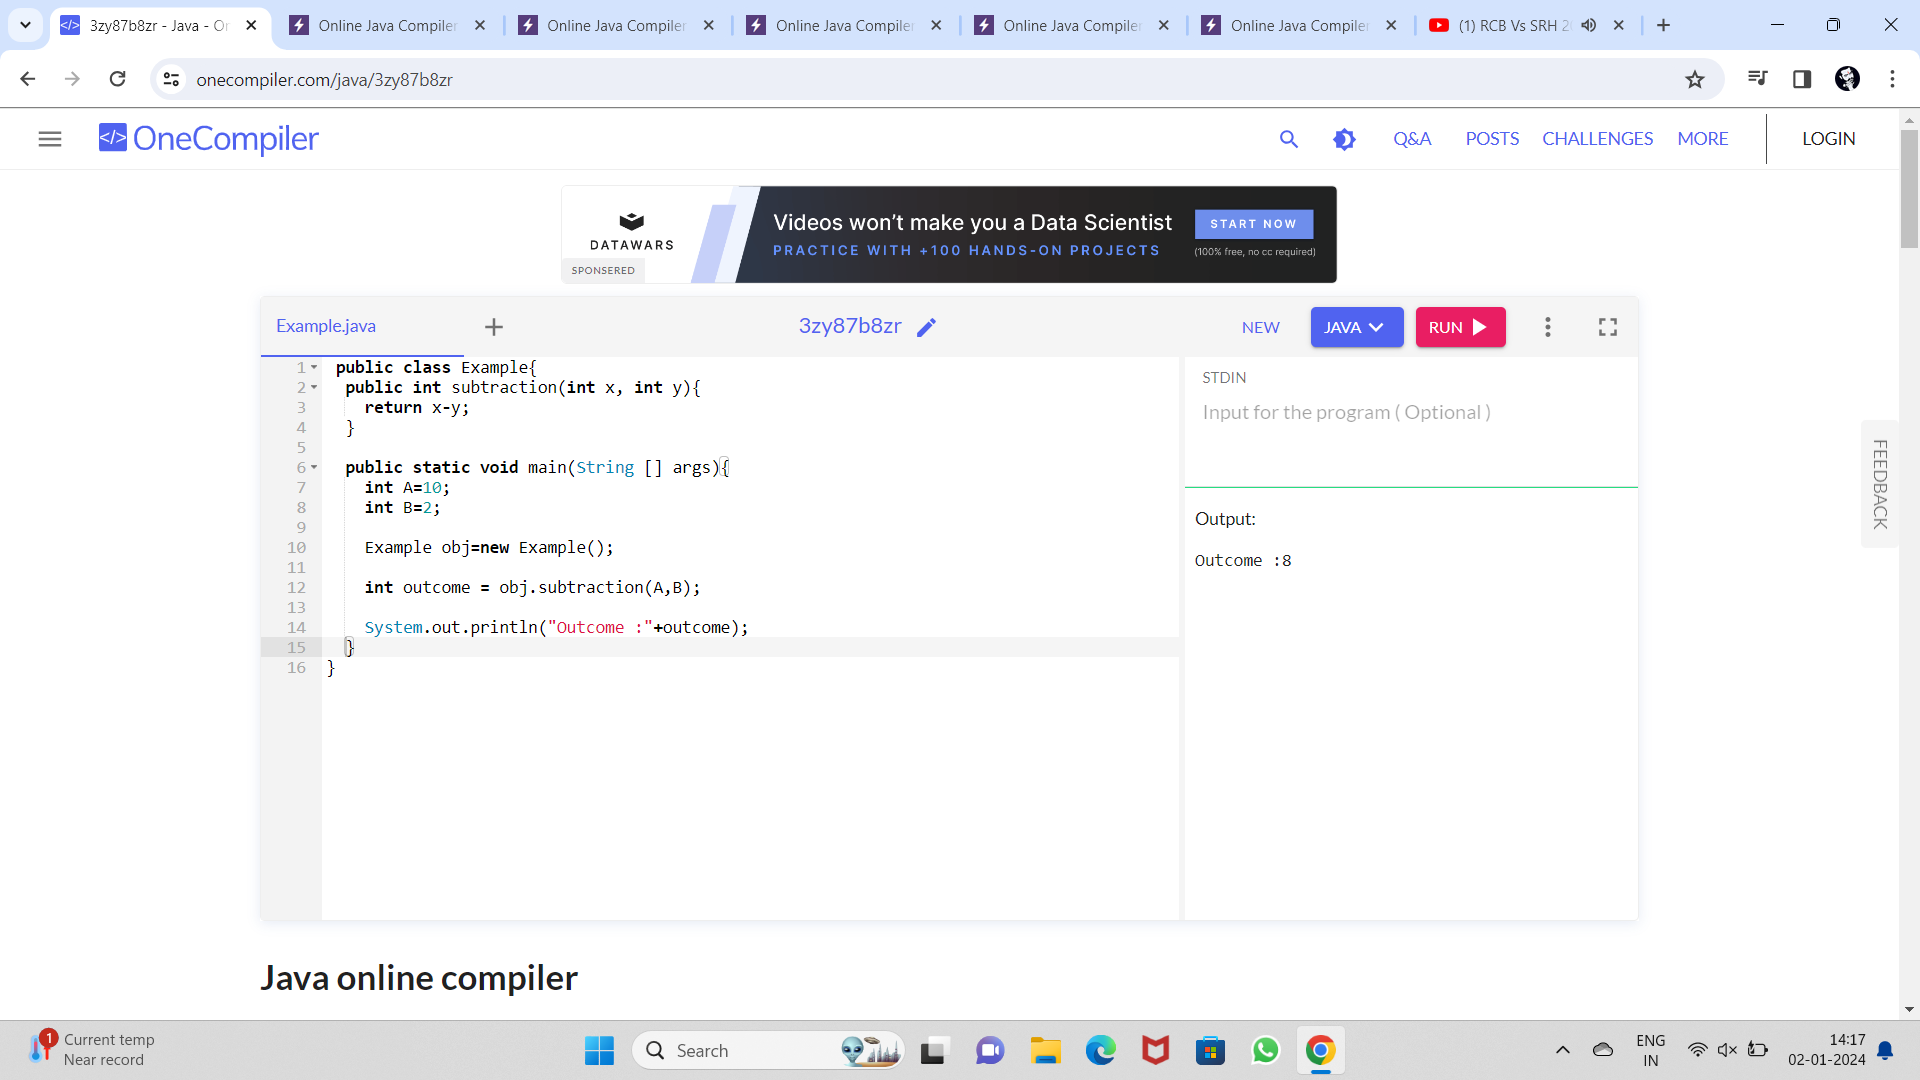 3zy87b8zr - Java - Or
Online Java Compiler
Online Java Compiler
Online Java Compiler
Online Java Compiler
Online Java Compiler
(1) RCB Vs SRH
onecompiler.com/java/3zy87b8zr
</> OneCompiler
Q&A
POSTS
CHALLENGES
MORE
LOGIN
DATAWARS
SPONSERED
Videos won't make you a Data Scientist
PRACTICE WITH +100 HANDS-ON PROJECTS
START NOW
(100% free, no cc required)
Example.java
3zy87b8zr
NEW
JAVA
RUN
1 public class Example{
2 public int subtraction(int x, int y){
3 return x-y;
4 }
5
6 public static void main(String [] args){
7 int A=10;
8 int B=2;
9
10 Example obj=new Example();
11
12 int outcome = obj.subtraction(A,B);
13
14 System.out.println("Outcome :"+outcome);
15 }
16 }
STDIN
Input for the program ( Optional )
Output:
Outcome :8
FEEDBACK
Java online compiler
1
Current temp
Near record
Search
ENG
IN
14:17
02-01-2024